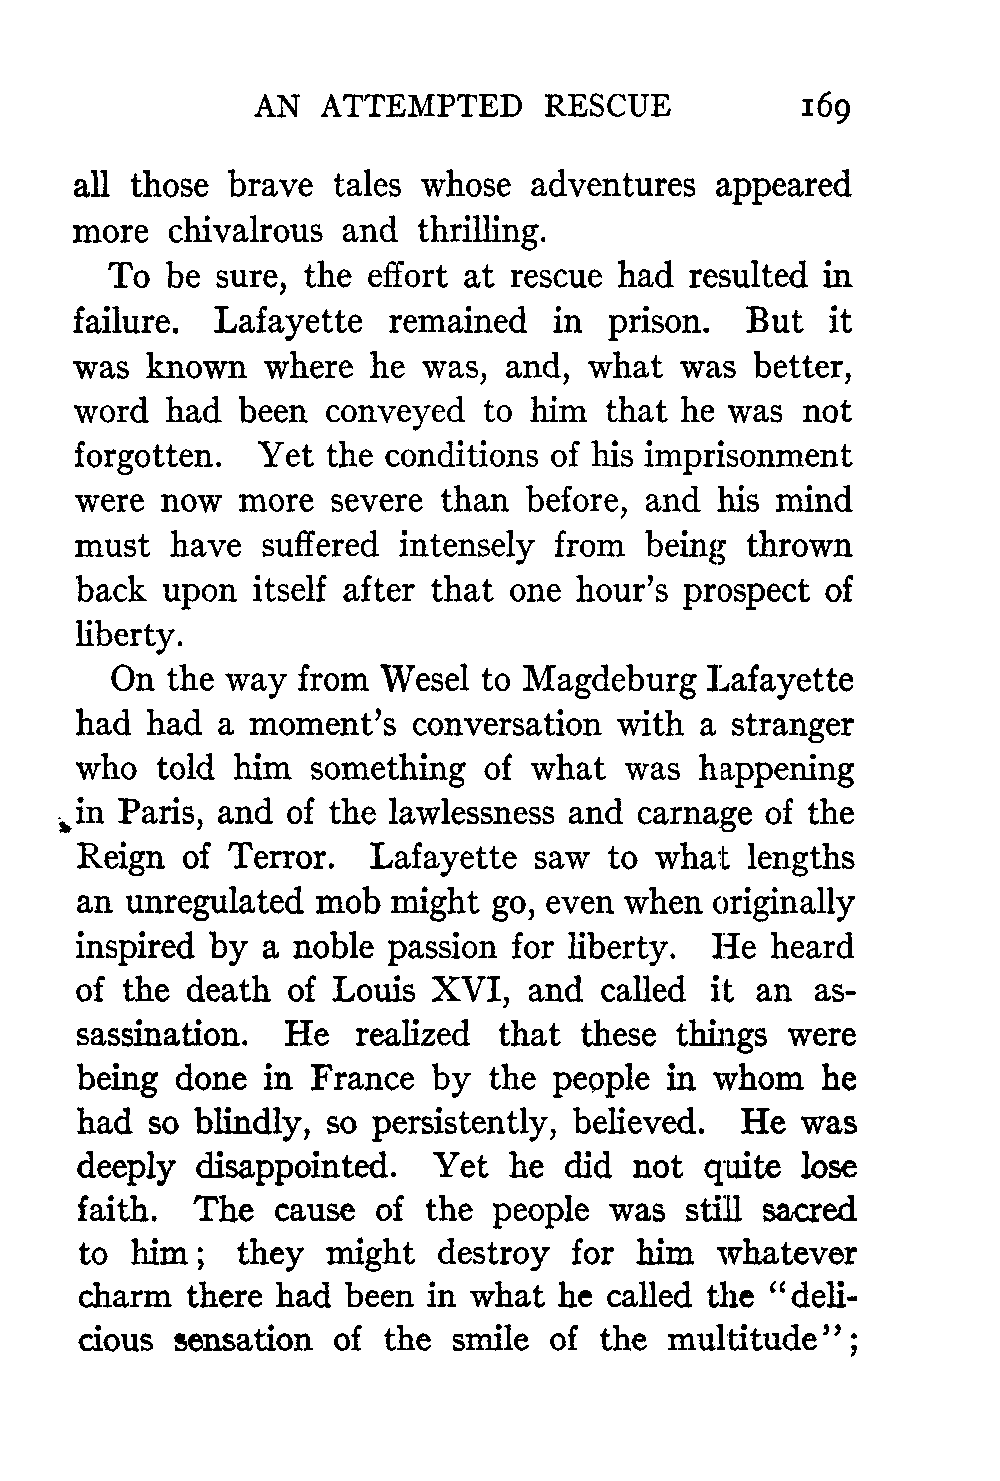 AN ATTEMPTED RESCUE 169
all those brave tales whose adventures appeared
more chivalrous and thrilling.
To be sure, the effort at rescue had resulted in
failure. Lafayette remained in prison. But it
was known where he was, and, what was better,
word had been conveyed to him that he was not
forgotten. Yet the conditions of his imprisonment
were now more severe than before, and his mind
must have suffered intensely from being thrown
back upon itself after that one hour's prospect of
liberty.
On the way from Wesel to Magdeburg Lafayette
had had a moment's conversation with a stranger
who told him something of what was happening
in Paris, and of the lawlessness and carnage of the
Reign of Terror. Lafayette saw to what lengths
an unregulated mob might go, even when originally
inspired by a noble passion for liberty. He heard
of the death of Louis XVI, and called it an as-
sassination. He realized that these things were
being done in France by the people in whom he
had so blindly, so persistently, believed. He was
deeply disappointed. Yet he did not quite lose
faith. The cause of the people was still sacred
to him; they might destroy for him whatever
charm there had been in what he called the "deli-
cious sensation of the smile of the multitude";